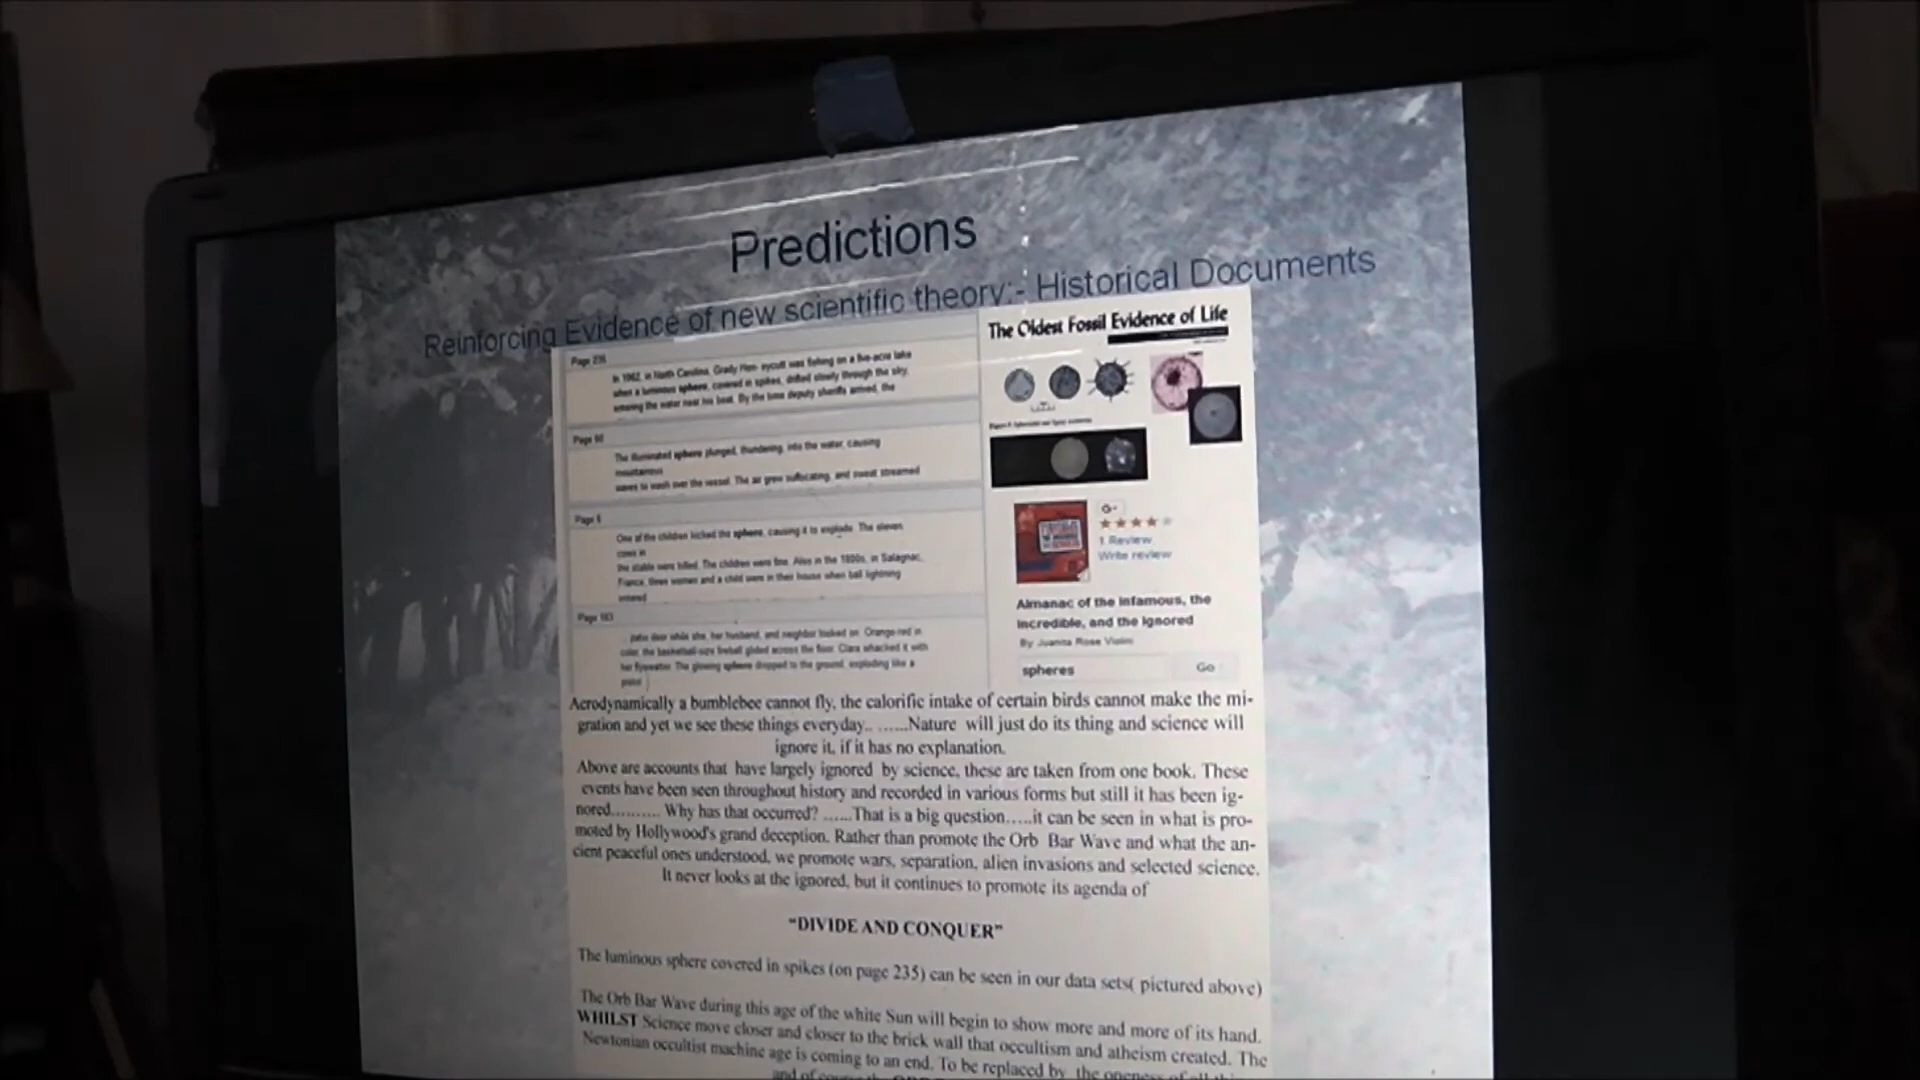 Predictions
Reinforcing Evidence of new scientific theory:- Historical Documents
Page 235
In 1962, in North Carolina, Grady Hon- eycutt was fishing on a five-acre lake
when a luminous sphere, covered in spikes, drifted slowly through the sky,
entering the water near his boat. By the time deputy sheriffs arrived, the
Page 60
The illuminated sphere plunged, thundering, into the water, causing
mountainous
waves to wash over the vessel. The air grew suffocating, and sweat streamed
Page 6
One of the children kicked the sphere, causing it to explode. The eleven
cows in
the stable were killed. The children were fine. Also in the 1800s, in Salagnac,
France, three women and a child were in their house when ball lightning
entered
Page
patio door while she, her husband, and neighbor looked on. Orange-red in
color, the basketball-size fireball glided across the floor. Clara whacked it with
her flyswatter. The glowing sphere dropped to the ground, exploding like a
pistol
The Oldest Fossil Evidence of Life
1 Review
Write review
Almanac of the Infamous, the
Incredible, and the Ignored
By Juanita Rose Violini
spheres
Go
Aerodynamically a bumblebee cannot fly, the calorific intake of certain birds cannot make the mi-
gration and yet we see these things everyday.. ......Nature will just do its thing and science will
ignore it, if it has no explanation.
Above are accounts that have largely ignored by science, these are taken from one book. These
events have been seen throughout history and recorded in various forms but still it has been ig-
nored.......... Why has that occurred? ......That is a big question.....it can be seen in what is pro-
moted by Hollywood's grand deception. Rather than promote the Orb Bar Wave and what the an-
cient peaceful ones understood, we promote wars, separation, alien invasions and selected science.
It never looks at the ignored, but it continues to promote its agenda of
"DIVIDE AND CONQUER"
The luminous sphere covered in spikes (on page 235) can be seen in our data sets( pictured above)
The Orb Bar Wave during this age of the white Sun will begin to show more and more of its hand.
WHILST Science move closer and closer to the brick wall that occultism and atheism created. The
Newtonian occultist machine age is coming to an end. To be replaced by the oneness of all
and of course the